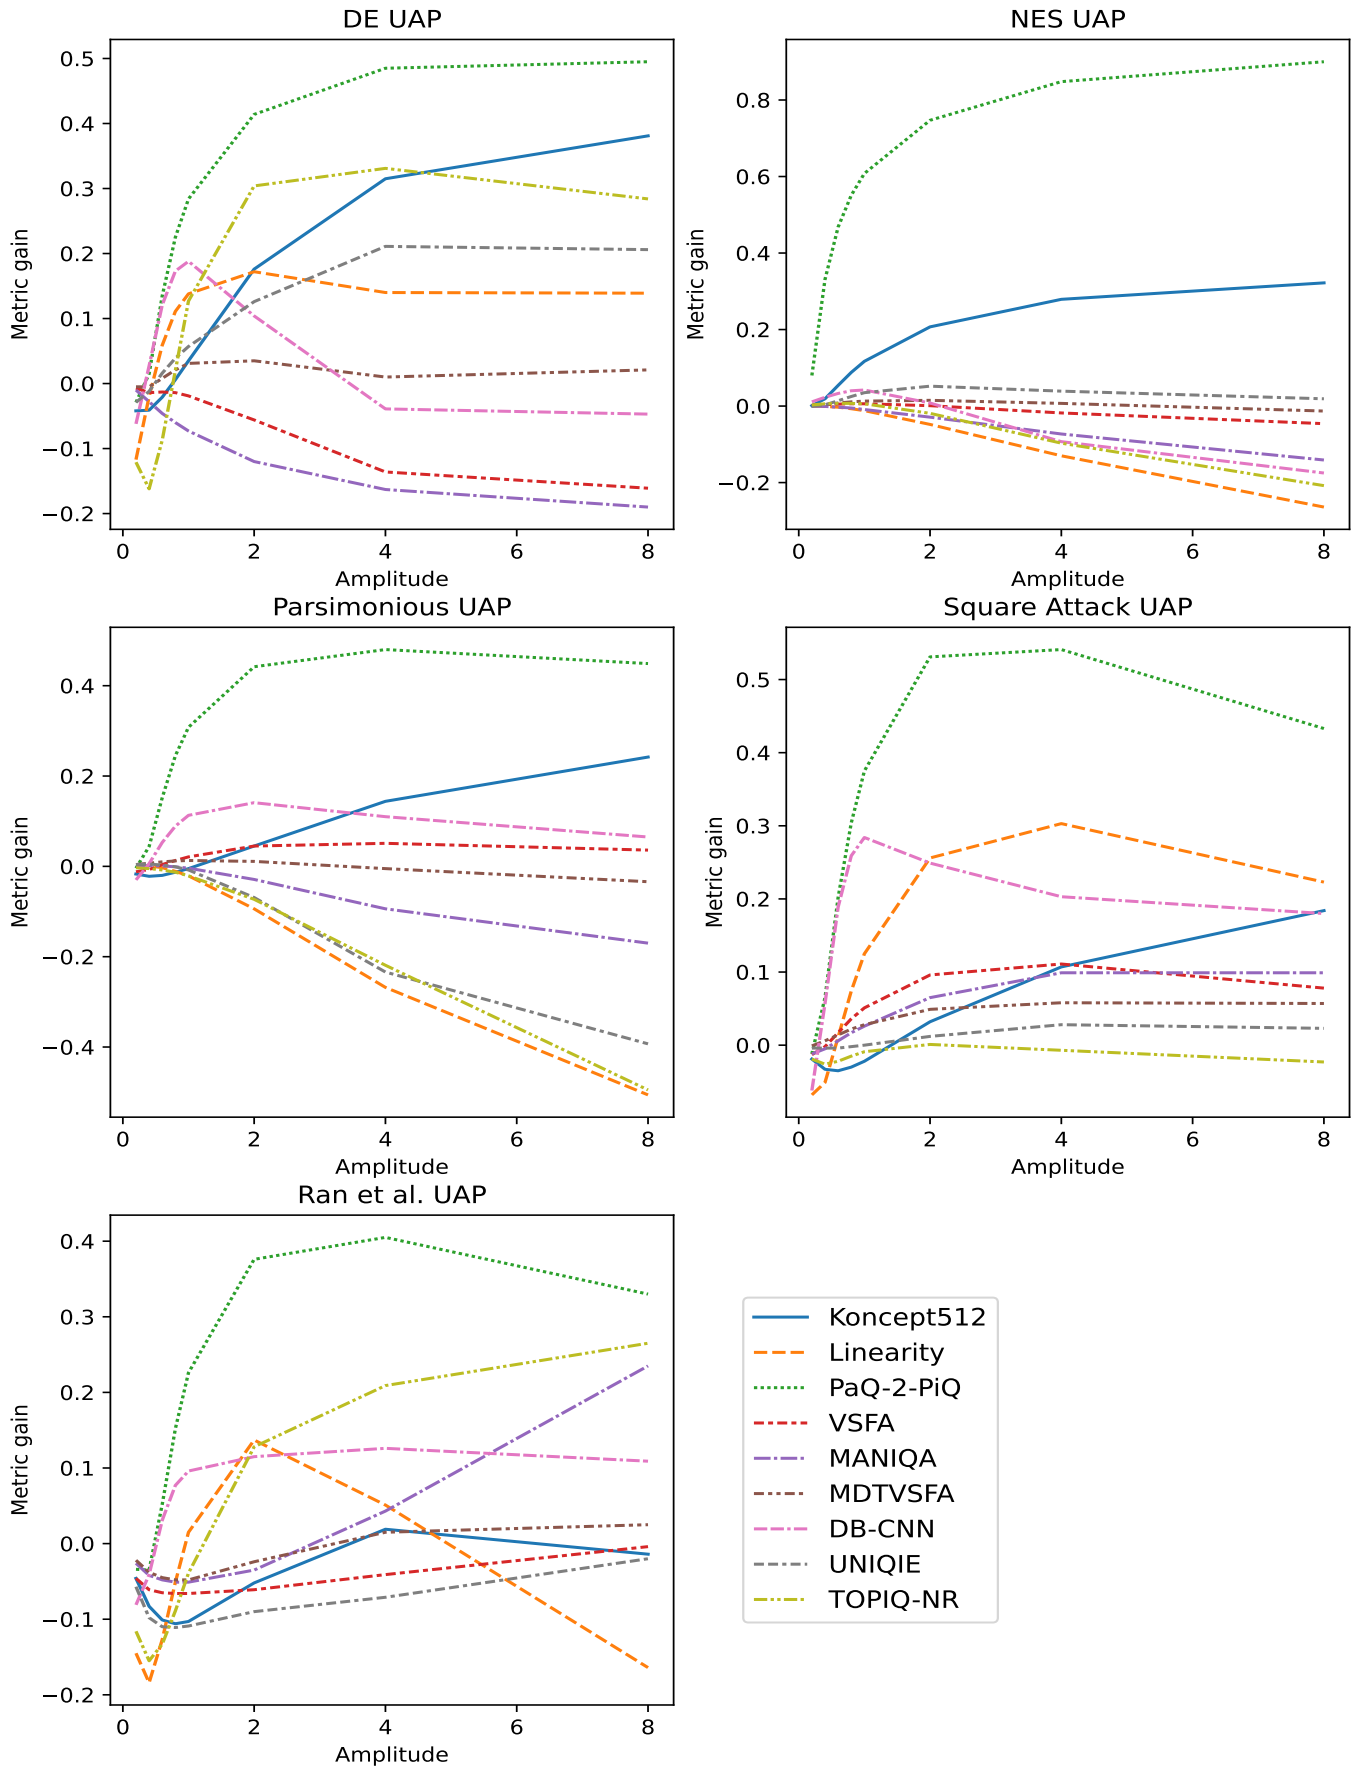 DE UAP
0.5
0.4
0.3
0.2
0.1
0.0
−0.1
−0.2
Metric gain
0 2 4 6 8
Amplitude
NES UAP
0.8
0.6
0.4
0.2
0.0
−0.2
Metric gain
0 2 4 6 8
Amplitude
Parsimonious UAP
0.4
0.2
0.0
−0.2
−0.4
Metric gain
0 2 4 6 8
Amplitude
Square Attack UAP
0.5
0.4
0.3
0.2
0.1
0.0
Metric gain
0 2 4 6 8
Amplitude
Ran et al. UAP
0.4
0.3
0.2
0.1
0.0
−0.1
−0.2
Metric gain
0 2 4 6 8
Amplitude
Koncept512
Linearity
PaQ-2-PiQ
VSFA
MANIQA
MDTVSFA
DB-CNN
UNIQIE
TOPIQ-NR